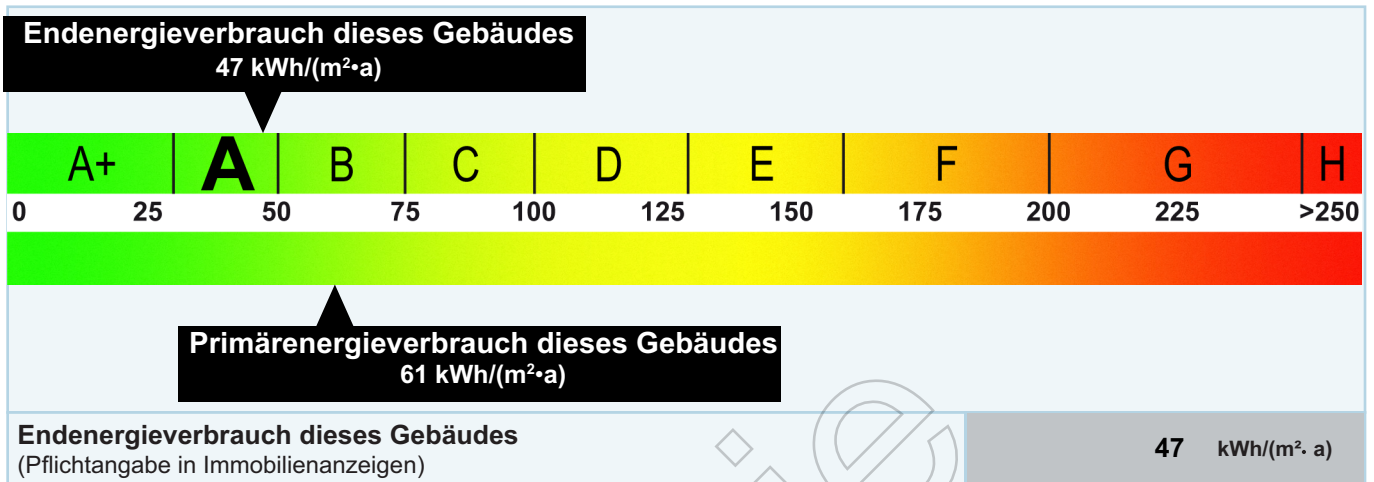 Endenergieverbrauch dieses Gebäudes
47 kWh/(m²•a)
A+ A B C D E F G H
0 25 50 75 100 125 150 175 200 225 >250
Primärenergieverbrauch dieses Gebäudes
61 kWh/(m²•a)
Endenergieverbrauch dieses Gebäudes
(Pflichtangabe in Immobilienanzeigen)
47 kWh/(m²· a)